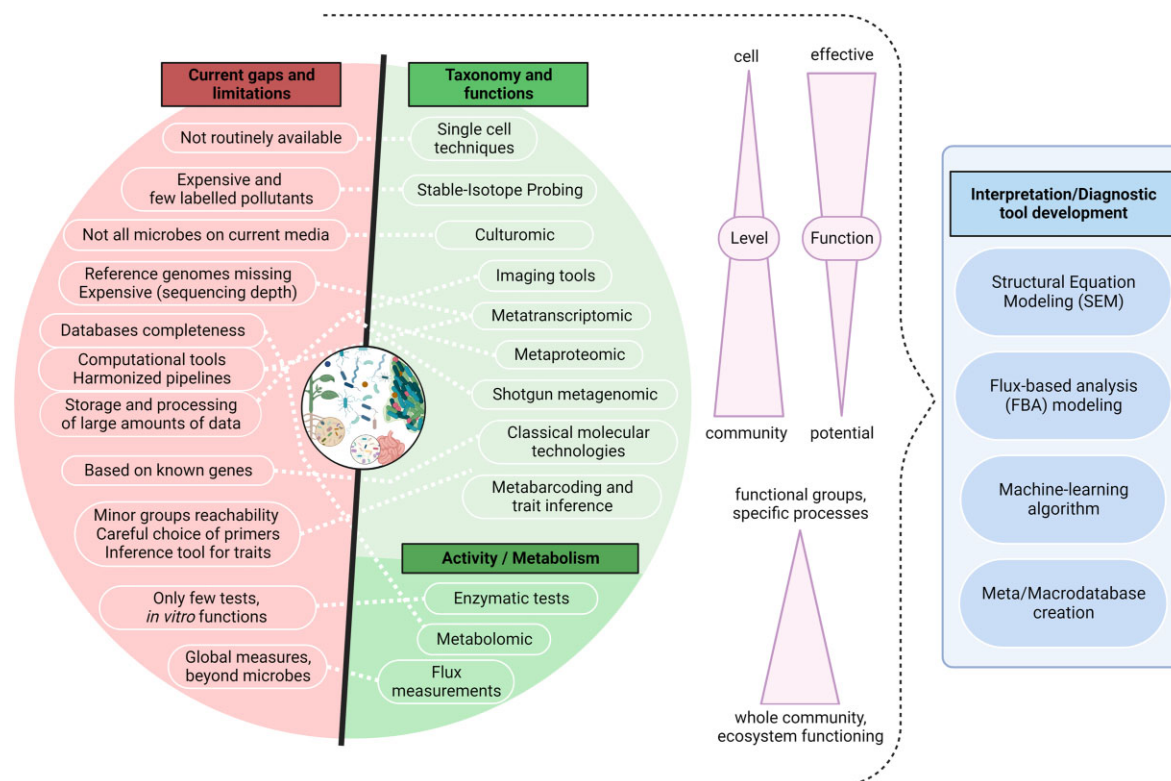 Current gaps and
limitations
Not routinely available
Expensive and
few labelled pollutants
Not all microbes on current media
Reference genomes missing
Expensive (sequencing depth)
Databases completeness
Computational tools
Harmonized pipelines
Storage and processing
of large amounts of data
Based on known genes
Minor groups reachability
Careful choice of primers
Inference tool for traits
Only few tests,
in vitro functions
Global measures,
beyond microbes
Taxonomy and
functions
Single cell
techniques
Stable-Isotope Probing
Culturomic
Imaging tools
Metatranscriptomic
Metaproteomic
Shotgun metagenomic
Classical molecular
technologies
Metabarcoding and
trait inference
Activity / Metabolism
Enzymatic tests
Metabolomic
Flux
measurements
cell
Level
community
effective
Function
potential
functional groups,
specific processes
whole community,
ecosystem functioning
Interpretation/Diagnostic
tool development
Structural Equation
Modeling (SEM)
Flux-based analysis
(FBA) modeling
Machine-learning
algorithm
Meta/Macrodatabase
creation